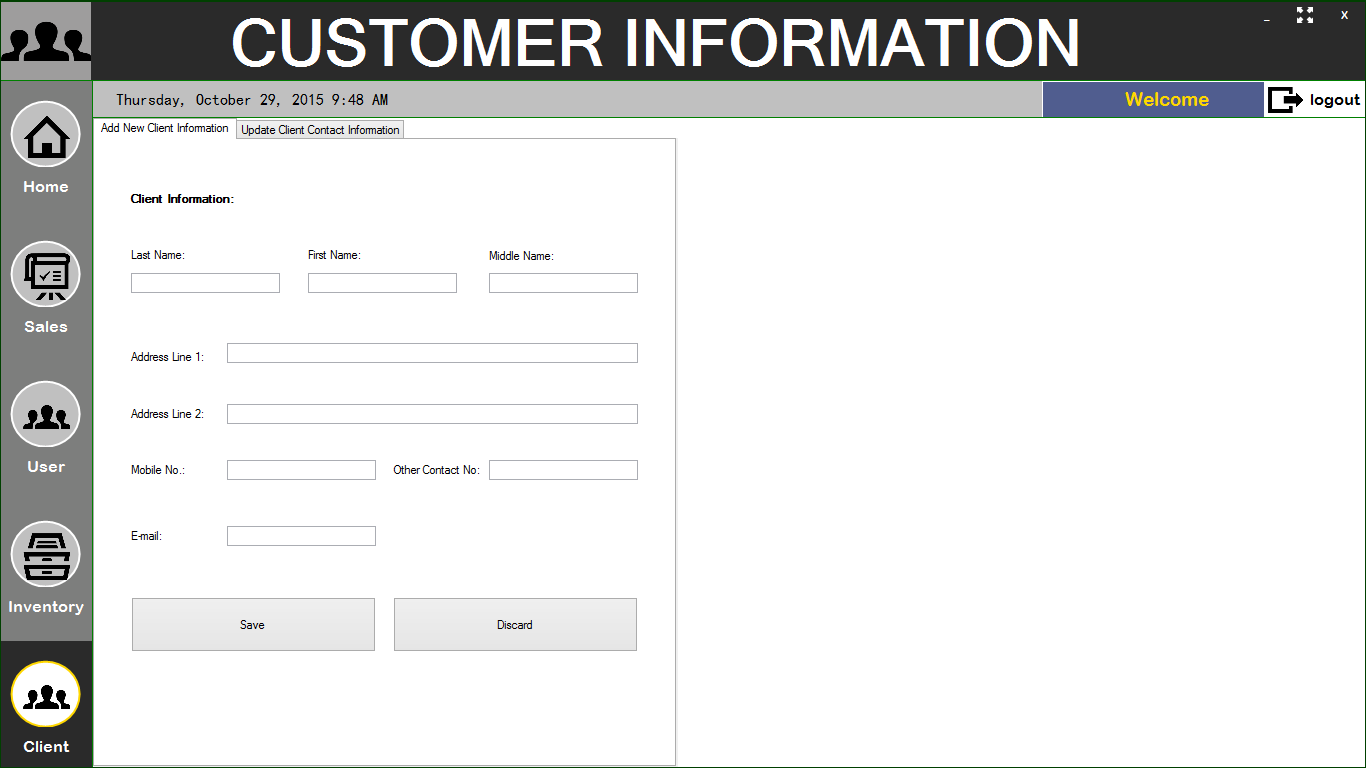 CUSTOMER INFORMATION
_ X
Thursday, October 29, 2015 9:48 AM
Welcome
logout
Home
Sales
User
Inventory
Client
Add New Client Information
Update Client Contact Information
Client Information:
Last Name: First Name: Middle Name:
Address Line 1:
Address Line 2:
Mobile No.: Other Contact No:
E-mail:
Save Discard